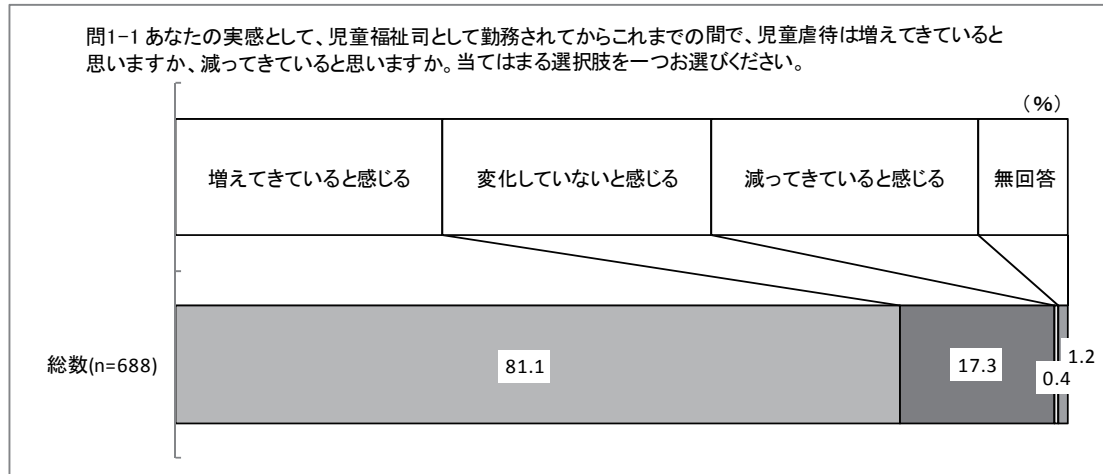 問1-1 あなたの実感として、児童福祉司として勤務されてからこれまでの間で、児童虐待は増えてきていると
思いますか、減ってきていると思いますか。当てはまる選択肢を一つお選びください。
（%）
増えてきていると感じる
変化していないと感じる
減ってきていると感じる
無回答
総数(n=688)
81.1
17.3
0.4
1.2